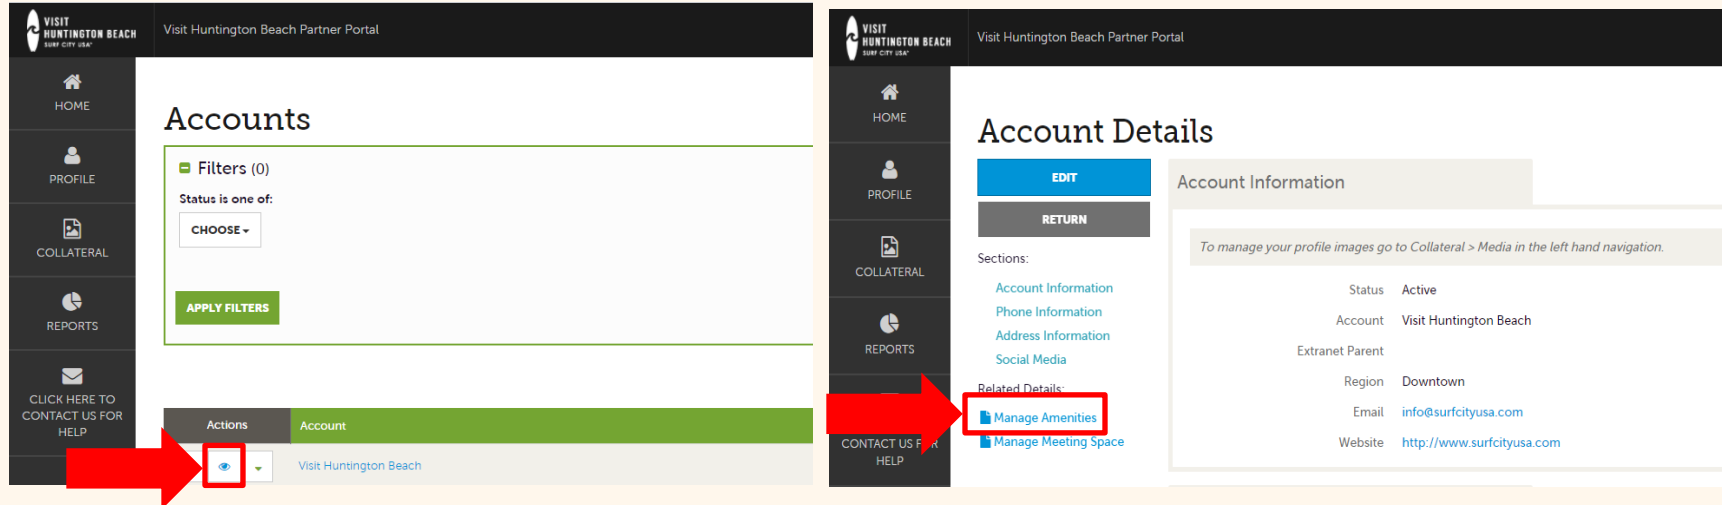 VISIT
HUNTINGTON BEACH
SURF CITY USA®
Visit Huntington Beach Partner Portal
HOME
PROFILE
COLLATERAL
REPORTS
CLICK HERE TO
CONTACT US FOR
HELP
Accounts
Filters (0)
Status is one of:
CHOOSE
APPLY FILTERS
Actions
Account
Visit Huntington Beach
VISIT
HUNTINGTON BEACH
SURF CITY USA®
Visit Huntington Beach Partner Portal
HOME
PROFILE
COLLATERAL
REPORTS
CONTACT US
HELP
Account Details
EDIT
RETURN
Sections:
Account Information
Phone Information
Address Information
Social Media
Related Details:
Manage Amenities
Manage Meeting Space
Account Information
To manage your profile images go to Collateral > Media in the left hand navigation.
Status Active
Account Visit Huntington Beach
Extranet Parent
Region Downtown
Email info@surfcityusa.com
Website http://www.surfcityusa.com